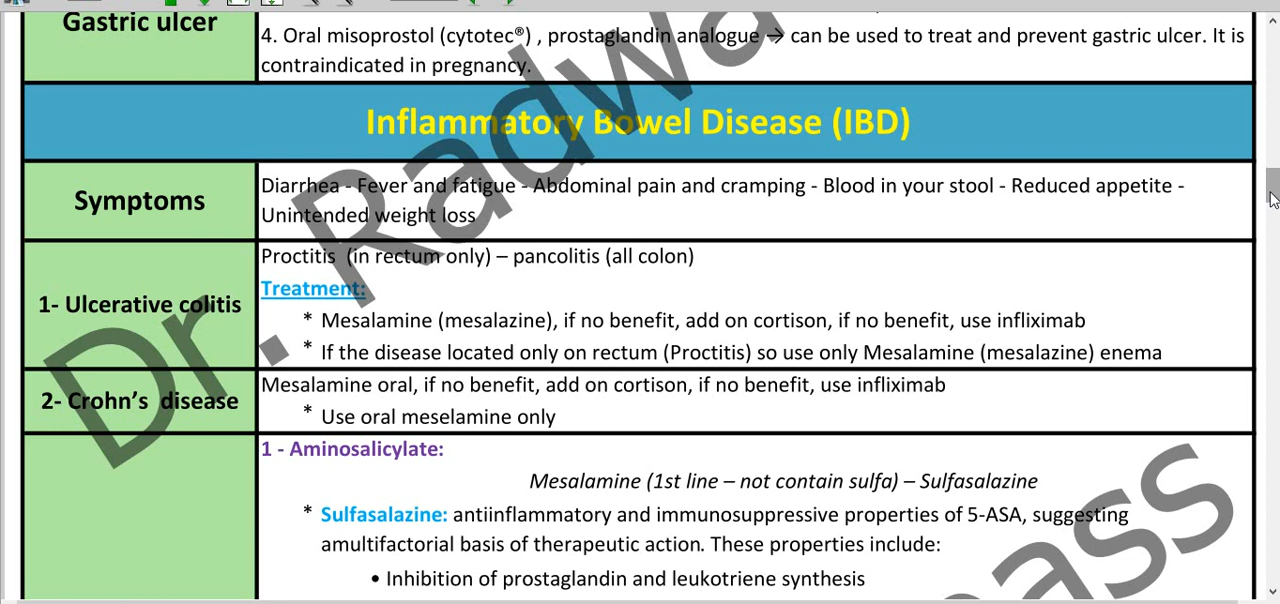 Gastric ulcer
4. Oral misoprostol (cytotec®) , prostaglandin analogue → can be used to treat and prevent gastric ulcer. It is
contraindicated in pregnancy.
Inflammatory Bowel Disease (IBD)
Symptoms
Diarrhea - Fever and fatigue - Abdominal pain and cramping - Blood in your stool - Reduced appetite -
Unintended weight loss
1- Ulcerative colitis
Proctitis (in rectum only) – pancolitis (all colon)
Treatment:
* Mesalamine (mesalazine), if no benefit, add on cortison, if no benefit, use infliximab
* If the disease located only on rectum (Proctitis) so use only Mesalamine (mesalazine) enema
2- Crohn's disease
Mesalamine oral, if no benefit, add on cortison, if no benefit, use infliximab
* Use oral meselamine only
1 - Aminosalicylate:
Mesalamine (1st line – not contain sulfa) – Sulfasalazine
* Sulfasalazine: antiinflammatory and immunosuppressive properties of 5-ASA, suggesting
amultifactorial basis of therapeutic action. These properties include:
• Inhibition of prostaglandin and leukotriene synthesis
Dr. Radwa
ass